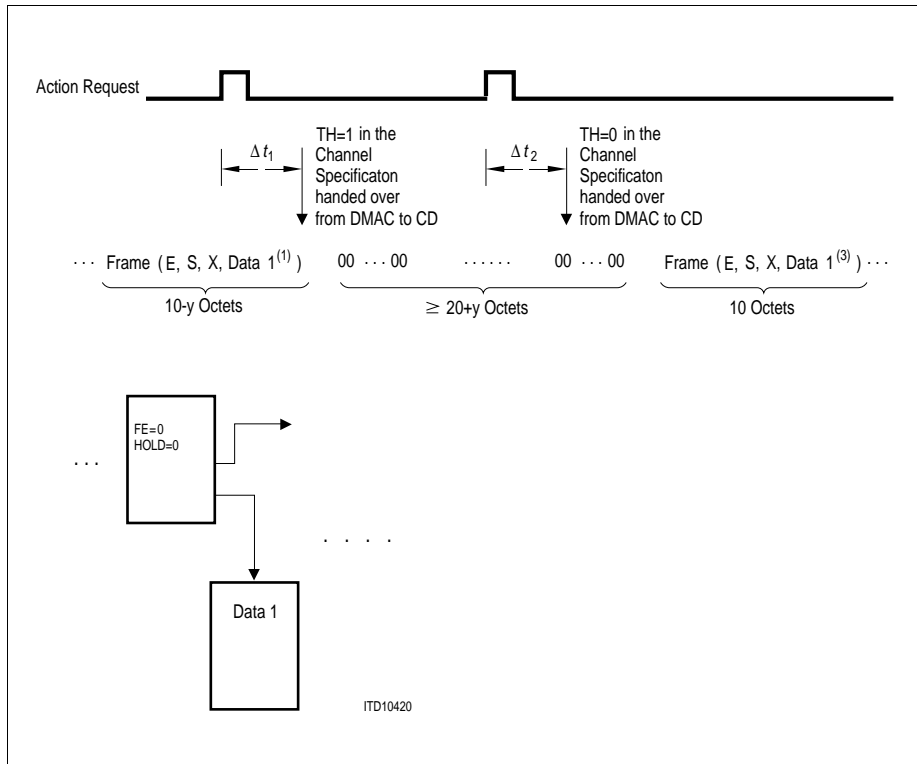 Action Request
Δ t1
TH=1 in the
Channel
Specificaton
handed over
from DMAC to CD
Δ t2
TH=0 in the
Channel
Specificaton
handed over
from DMAC to CD
··· Frame (E, S, X, Data 1(1)) 00 ··· 00 ······ 00 ··· 00 Frame (E, S, X, Data 1(3)) ···
10-y Octets ≥ 20+y Octets 10 Octets
FE=0
HOLD=0
···
····
Data 1
ITD10420